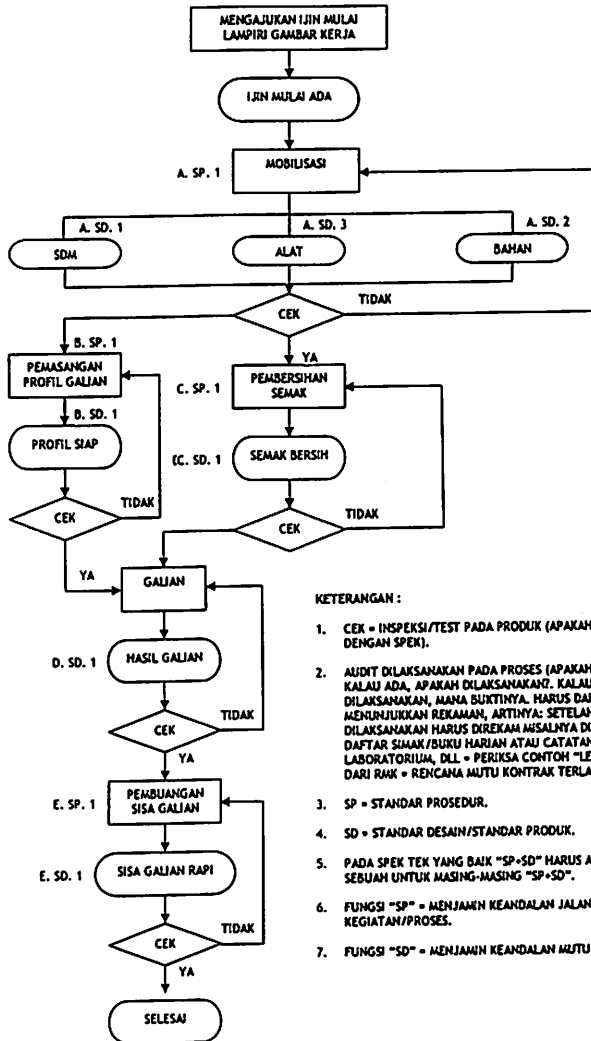 MENGAJUKAN IJIN MULAI
LAMPIRI GAMBAR KERJA
IJIN MULAI ADA
A. SP. 1
MOBILISASI
A. SD. 1
A. SD. 3
A. SD. 2
SDM
ALAT
BAHAN
CEK
TIDAK
B. SP. 1
YA
PEMASANGAN
PROFIL GALIAN
C. SP. 1
PEMBERSIHAN
SEMAK
B. SD. 1
PROFIL SIAP
(C. SD. 1
SEMAK BERSIH
CEK
TIDAK
CEK
TIDAK
YA
GALIAN
D. SD. 1
HASIL GALIAN
CEK
TIDAK
YA
E. SP. 1
PEMBUANGAN
SISA GALIAN
E. SD. 1
SISA GALIAN RAPI
CEK
TIDAK
YA
SELESAI
KETERANGAN :
1. CEK = INSPEKSI/TEST PADA PRODUK (APAKAH
DENGAN SPEK).
2. AUDIT DILAKSANAKAN PADA PROSES (APAKAH
KALAU ADA, APAKAH DILAKSANAKAN?. KALAU
DILAKSANAKAN, MANA BUKTINYA. HARUS DA
MENUNJUKKAN REKAMAN, ARTINYA: SETELAH
DILAKSANAKAN HARUS DIREKAM MISALNYA DI
DAFTAR SIMAK/BUKU HARIAN ATAU CATATAN
LABORATORIUM, DLL = PERIKSA CONTOH "LE
DARI RMK = RENCANA MUTU KONTRAK TERLA
3. SP = STANDAR PROSEDUR.
4. SD = STANDAR DESAIN/STANDAR PRODUK.
5. PADA SPEK TEK YANG BAIK "SP+SD" HARUS A
SEBUAH UNTUK MASING-MASING "SP+SD".
6. FUNGSI "SP" = MENJAMIN KEANDALAN JALAN
KEGIATAN/PROSES.
7. FUNGSI "SD" = MENJAMIN KEANDALAN MUTU